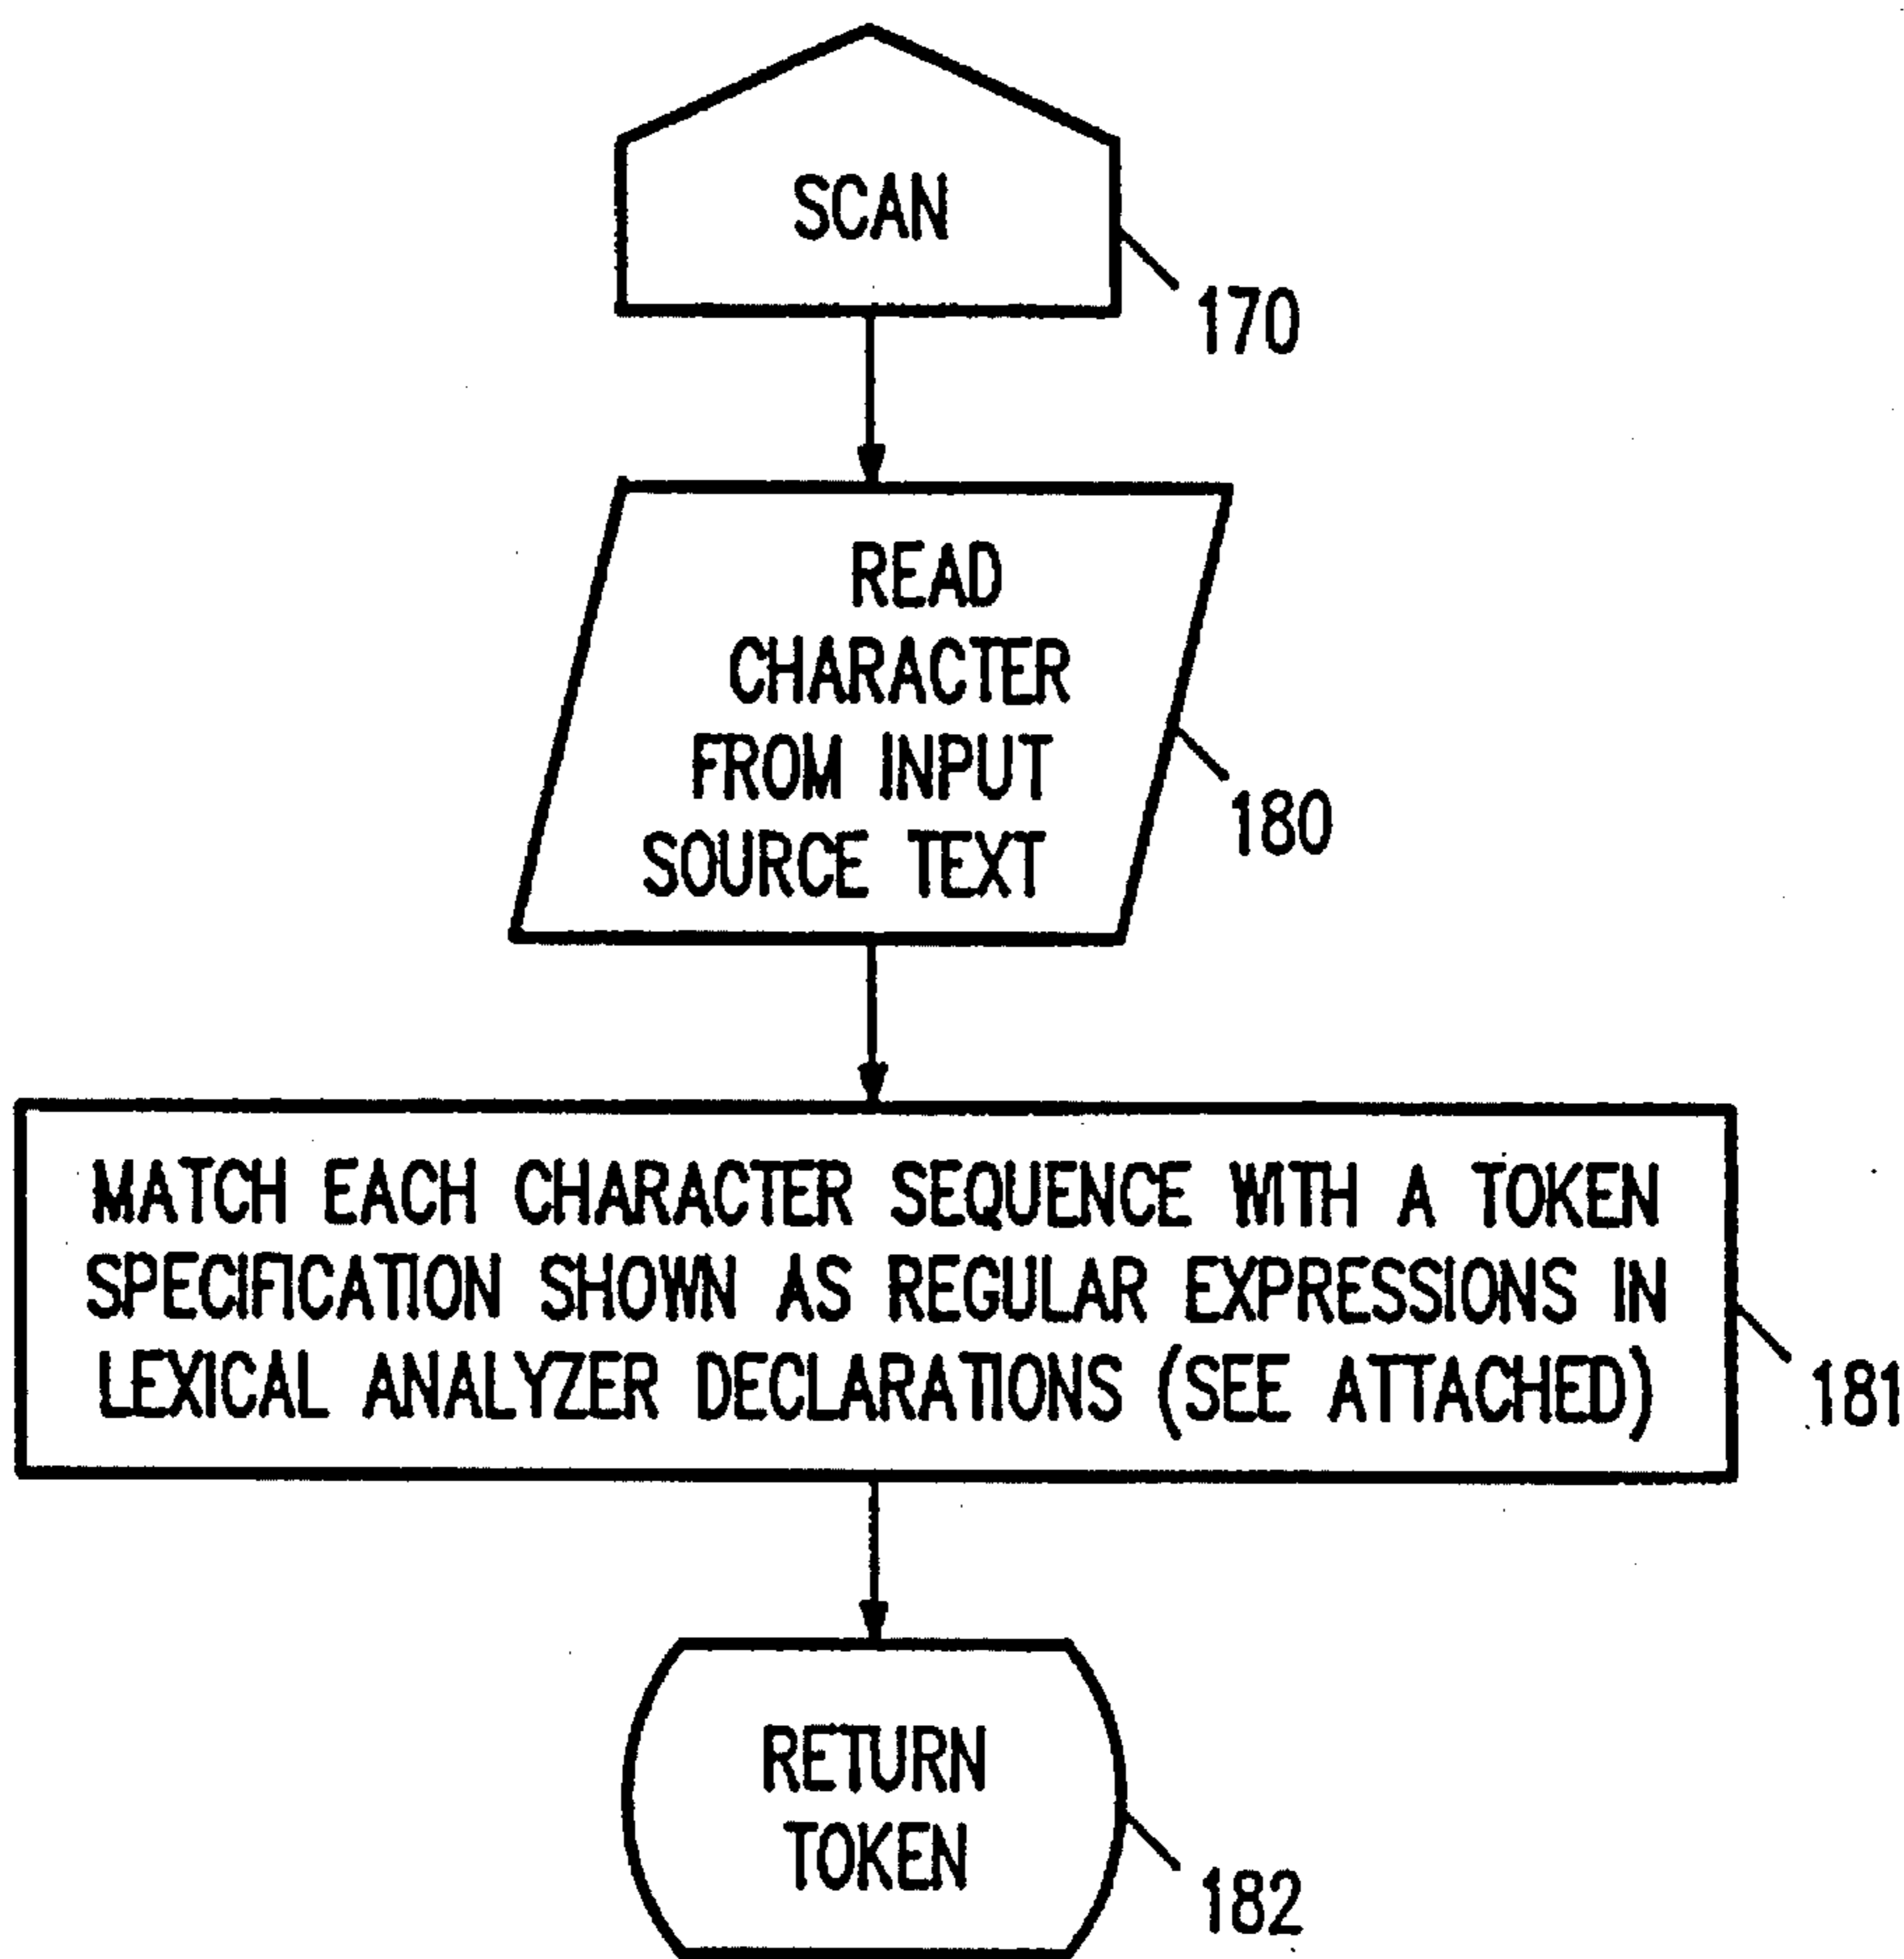 SCAN
170
READ
CHARACTER
FROM INPUT
SOURCE TEXT
180
MATCH EACH CHARACTER SEQUENCE WITH A TOKEN
SPECIFICATION SHOWN AS REGULAR EXPRESSIONS IN
LEXICAL ANALYZER DECLARATIONS (SEE ATTACHED)
181
RETURN
TOKEN
182